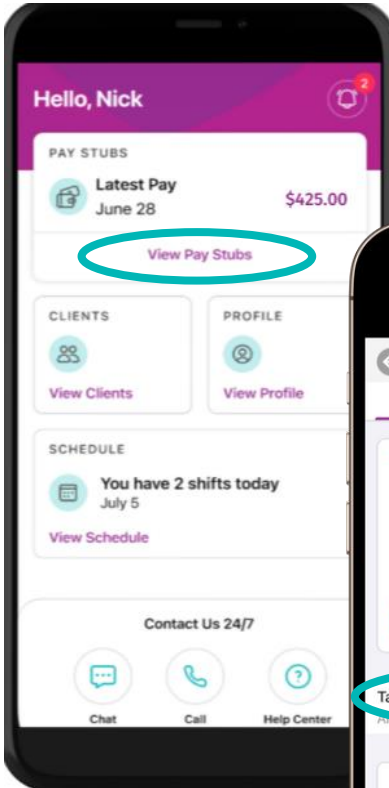 Hello, Nick
2
PAY STUBS
Latest Pay
June 28
$425.00
View Pay Stubs
CLIENTS
PROFILE
View Clients
View Profile
SCHEDULE
You have 2 shifts today
July 5
View Schedule
Contact Us 24/7
Chat
Call
Help Center